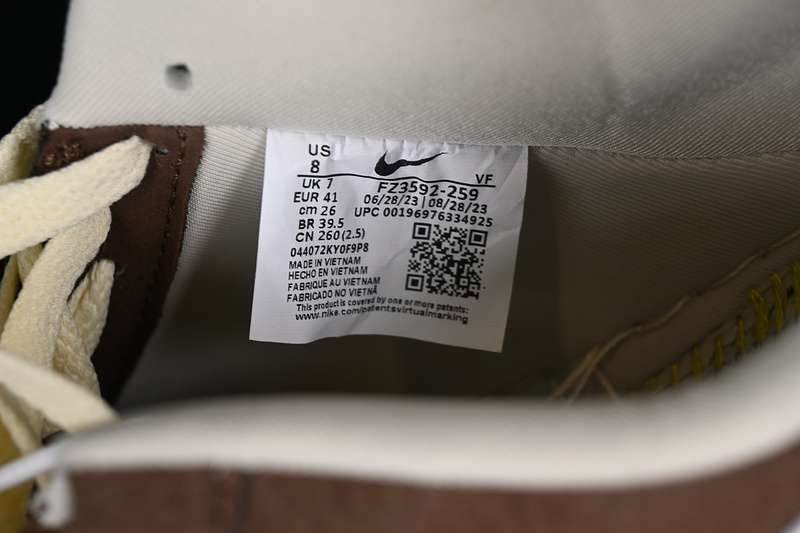 US
8
VF
UK 7
FZ3592-259
EUR 41
06/28/23 | 08/28/23
cm 26
UPC 00196976334925
BR 39.5
CN 260 (2.5)
044072KY0F9P8
MADE IN VIETNAM
HECHO EN VIETNAM
FABRIQUE AU VIETNAM
FABRICADO NO VIETNÃ
This product is covered by one or more patents:
www.nike.com/patentsvirtualmarking